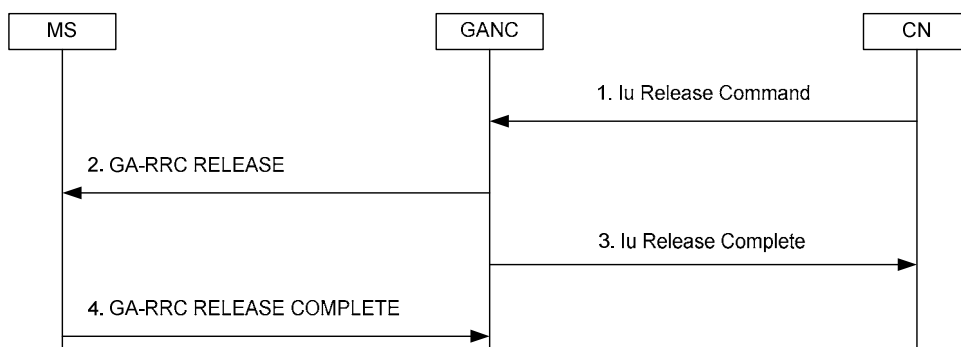 MS
GANC
CN
1. Iu Release Command
2. GA-RRC RELEASE
3. Iu Release Complete
4. GA-RRC RELEASE COMPLETE